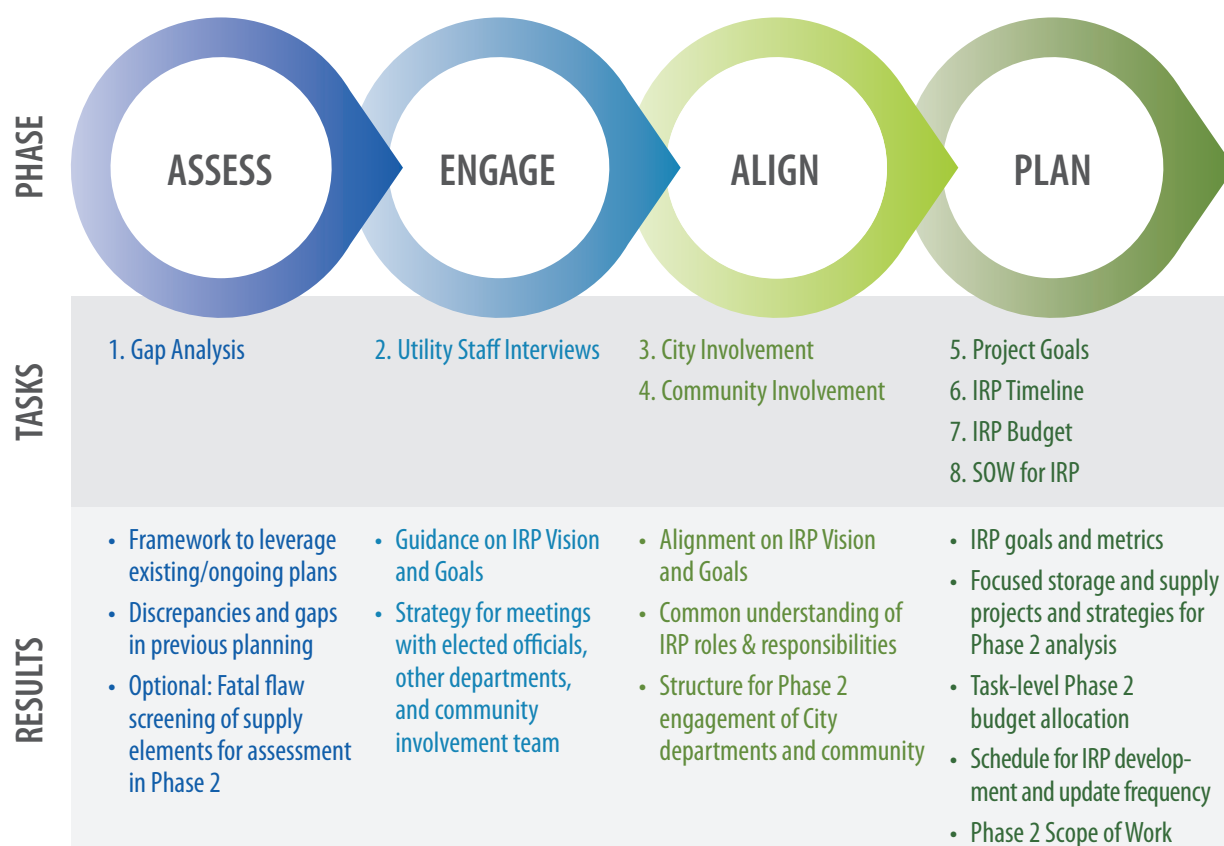 PHASE
ASSESS
ENGAGE
ALIGN
PLAN
TASKS
1. Gap Analysis
2. Utility Staff Interviews
3. City Involvement
4. Community Involvement
5. Project Goals
6. IRP Timeline
7. IRP Budget
8. SOW for IRP
RESULTS
• Framework to leverage
existing/ongoing plans
• Discrepancies and gaps
in previous planning
• Optional: Fatal flaw
screening of supply
elements for assessment
in Phase 2
• Guidance on IRP Vision
and Goals
• Strategy for meetings
with elected officials,
other departments,
and community
involvement team
• Alignment on IRP Vision
and Goals
• Common understanding of
IRP roles & responsibilities
• Structure for Phase 2
engagement of City
departments and community
• IRP goals and metrics
• Focused storage and supply
projects and strategies for
Phase 2 analysis
• Task-level Phase 2
budget allocation
• Schedule for IRP develop-
ment and update frequency
• Phase 2 Scope of Work